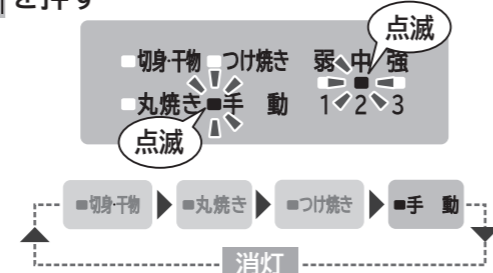 を押す
点滅
■切身・干物 ■つけ焼き 弱 中 強
■丸焼き ■手 動 1 2 3
点滅
■切身・干物 ▶ ■丸焼き ▶ ■つけ焼き ▶ ■手 動
消灯